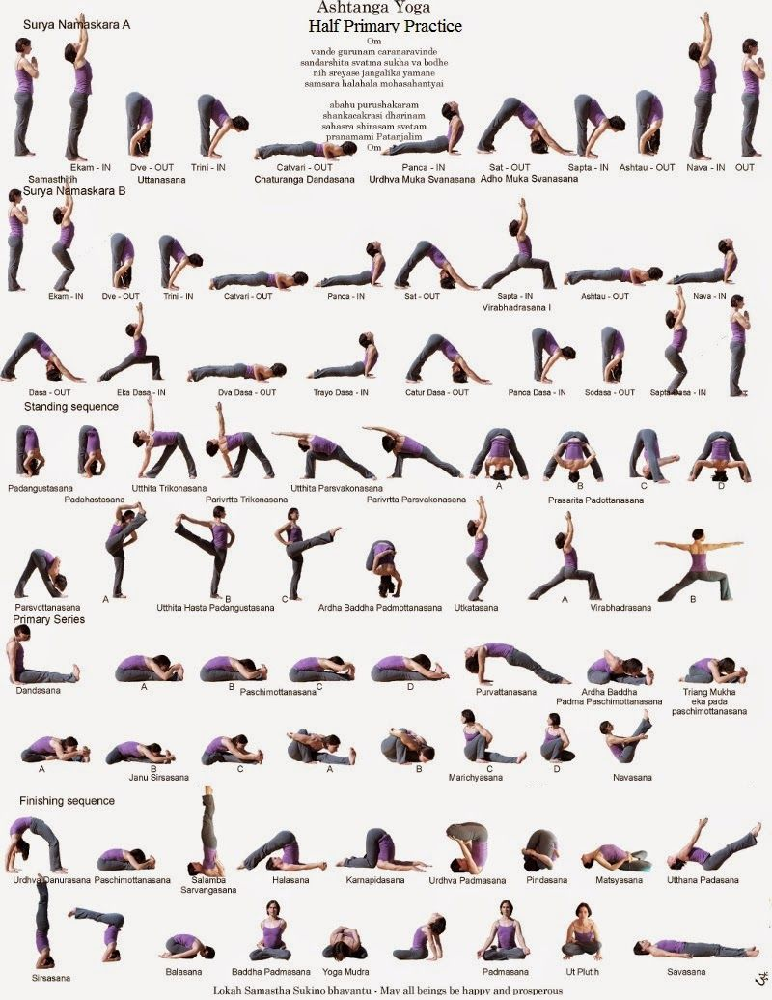 Ashtanga Yoga
Half Primary Practice
Om
vande gurunam caranaravinde
sandarshita svatma sukha va bodhe
nih sreyase jangalika yamane
samsara halahala mohasahantyai
abahu purushakaram
shankacakrasi dharinam
sahasra shirasam svetam
pranamami Patanjalim
Om
Surya Namaskara A
Ekam - IN Dve - OUT Trini - IN Catvari - OUT Panca - IN Sat - OUT Sapta - IN Ashtau - OUT Nava - IN OUT
Samasthitih Uttanasana Chaturanga Dandasana Urdhva Muka Svanasana Adho Muka Svanasana
Surya Namaskara B
Ekam - IN Dve - OUT Trini - IN Catvari - OUT Panca - IN Sat - OUT Sapta - IN Ashtau - OUT Nava - IN
Virabhadrasana I
Dasa - OUT Eka Dasa - IN Dva Dasa - OUT Trayo Dasa - IN Catur Dasa - OUT Panca Dasa - IN Sodasa - OUT Sapta Dasa - IN
Standing sequence
A B C D
Padangustasana Utthita Trikonasana Utthita Parsvakonasana
Padahastasana Parivrtta Trikonasana Parivrtta Parsvakonasana Prasarita Padottanasana
A B C A B
Parsvottanasana Utthita Hasta Padangustasana Ardha Baddha Padmottanasana Utkatasana Virabhadrasana
Primary Series
Dandasana A B C D Purvattanasana Ardha Baddha Triang Mukha
Paschimottanasana Padma Paschimottanasana eka pada
paschimottanasana
A B C A B C D
Janu Sirsasana Marichyasana Navasana
Finishing sequence
Urdhva Danurasana Paschimottanasana Salamba Halasana Karnapidasana Urdhva Padmasana Pindasana Matsyasana Utthana Padasana
Sarvangasana
Sirsasana Balasana Baddha Padmasana Yoga Mudra Padmasana Ut Plutih Savasana
Lokah Samastha Sukino bhavantu - May all beings be happy and prosperous